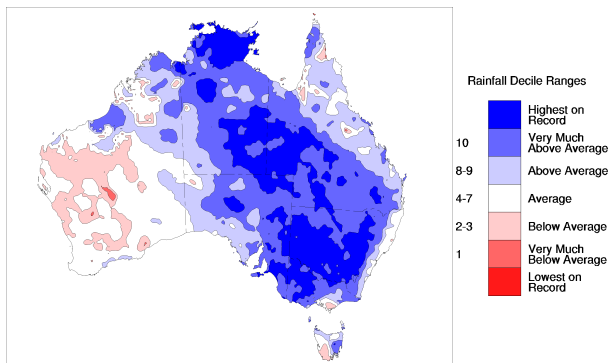 Rainfall Decile Ranges
Highest on
Record
10
Very Much
Above Average
8-9
Above Average
4-7
Average
2-3
Below Average
1
Very Much
Below Average
Lowest on
Record